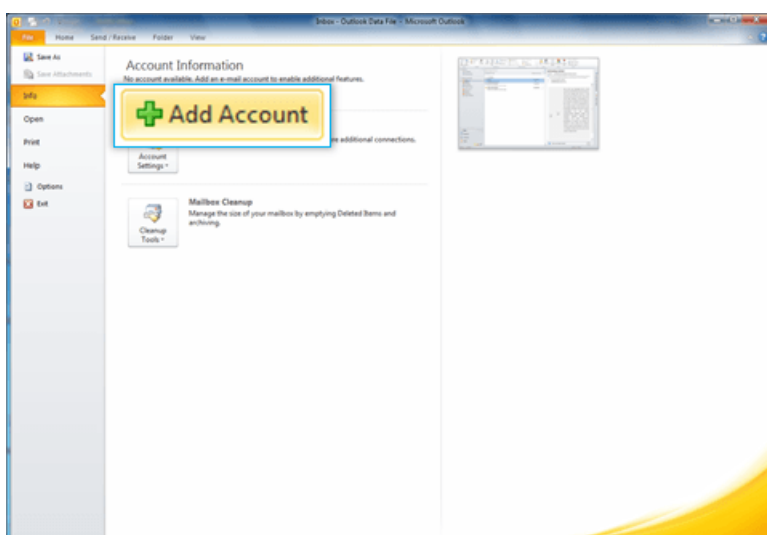 Inbox - Outlook Data File - Microsoft Outlook
File Home Send / Receive Folder View
Save As
Save Attachments
Info
Open
Print
Help
Options
Exit
Account Information
No account available. Add an e-mail account to enable additional features.
Add Account
additional connections.
Account
Settings
Mailbox Cleanup
Manage the size of your mailbox by emptying Deleted Items and
archiving.
Cleanup
Tools